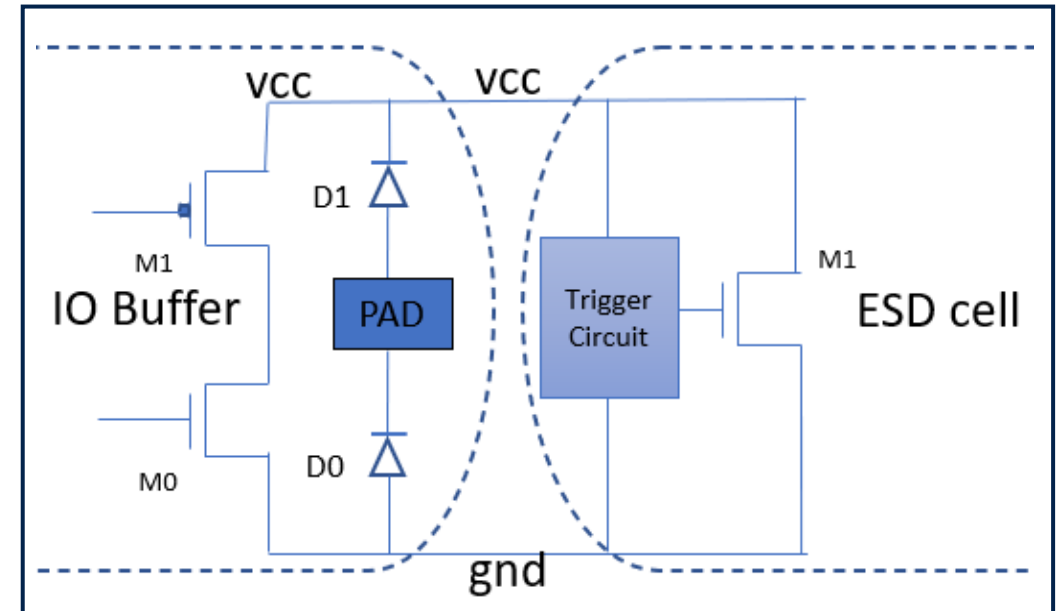 vcc
vcc
D1
M1
IO Buffer
PAD
Trigger
Circuit
M1
ESD cell
M0
D0
gnd